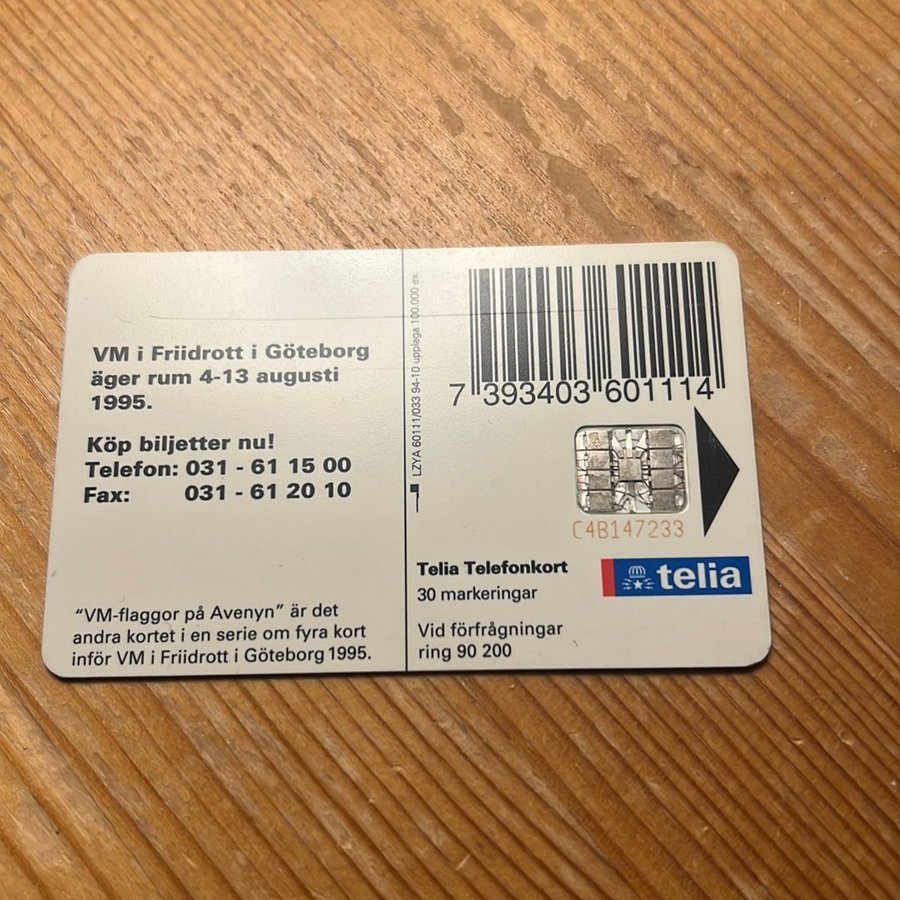 VM i Friidrott i Göteborg
äger rum 4-13 augusti
1995.
Köp biljetter nu!
Telefon: 031 - 61 15 00
Fax: 031 - 61 20 10
"VM-flaggor på Avenyn" är det
andra kortet i en serie om fyra kort
inför VM i Friidrott i Göteborg 1995.
LZYA 60111/033 94-10 upplaga 100.000 ex.
7 393403 601114
C4B147233
Telia Telefonkort
30 markeringar
telia
Vid förfrågningar
ring 90 200